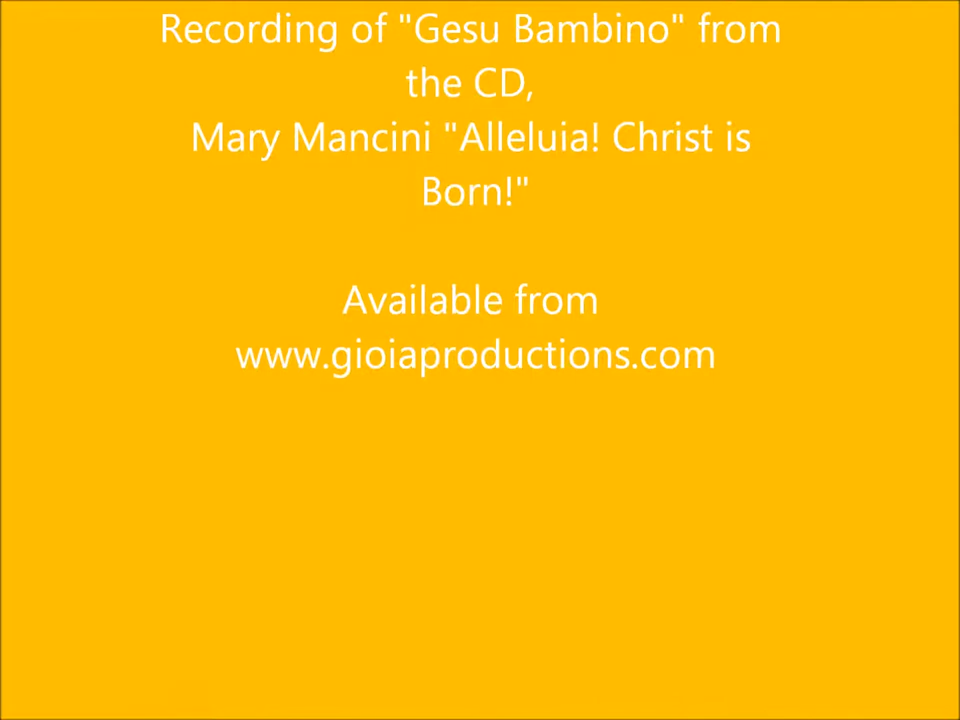 Recording of "Gesu Bambino" from
the CD,
Mary Mancini "Alleluia! Christ is
Born!"
Available from
www.gioiaproductions.com